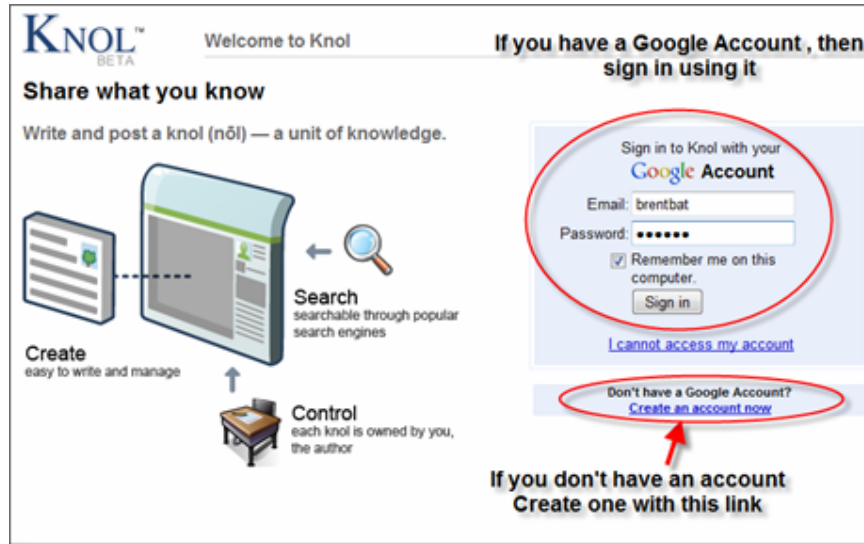 KNOL™
BETA
Welcome to Knol
If you have a Google Account , then
sign in using it
Share what you know
Write and post a knol (nōl) — a unit of knowledge.
Sign in to Knol with your
Google Account
Email: brentbat
Password: ●●●●●●
Remember me on this
computer.
Sign in
I cannot access my account
Search
searchable through popular
search engines
Create
easy to write and manage
Control
each knol is owned by you,
the author
Don't have a Google Account?
Create an account now
If you don't have an account
Create one with this link